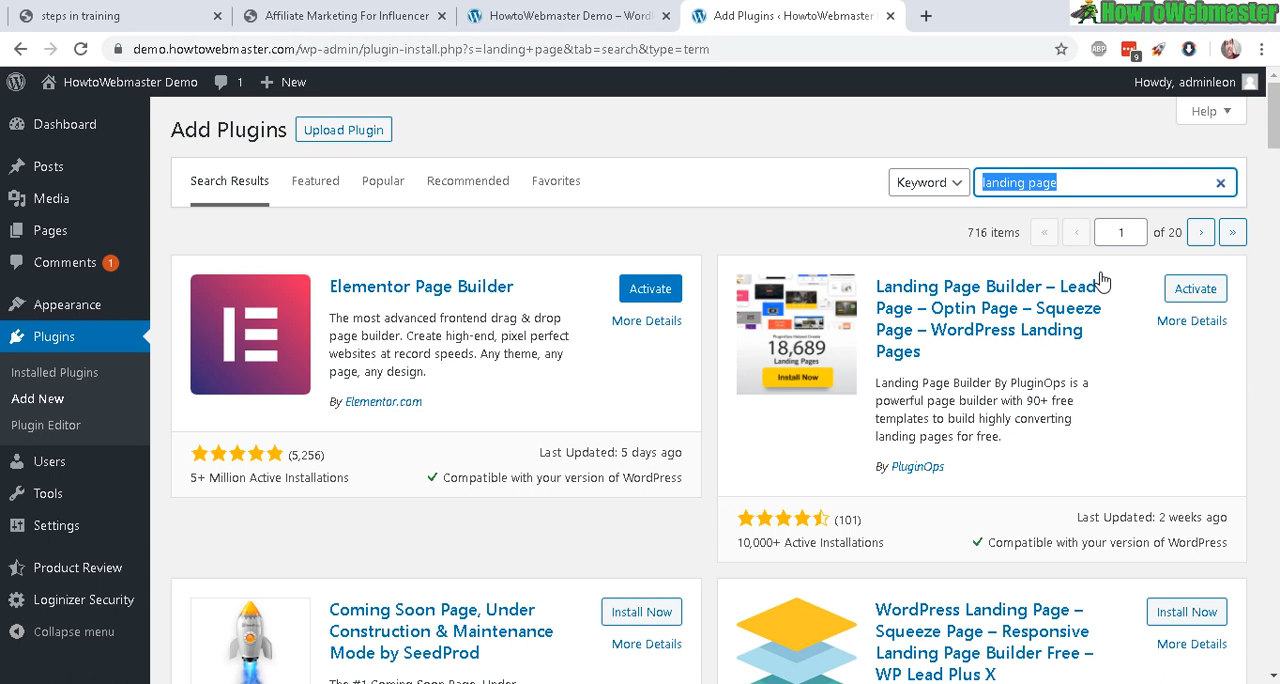 steps in training
Affiliate Marketing For Influencer
HowtoWebmaster Demo – Word
Add Plugins ‹ HowtoWebmaster
HowToWebmaster
demo.howtowebmaster.com/wp-admin/plugin-install.php?s=landing+page&tab=search&type=term
ABP
9
HowtoWebmaster Demo
1
New
Howdy, adminleon
Dashboard
Posts
Media
Pages
Comments 1
Appearance
Plugins
Installed Plugins
Add New
Plugin Editor
Users
Tools
Settings
Product Review
Loginizer Security
Collapse menu
Help
Add Plugins
Upload Plugin
Search Results
Featured
Popular
Recommended
Favorites
Keyword
landing page
716 items
«
‹
1
of 20
›
»
Elementor Page Builder
Activate
More Details
The most advanced frontend drag & drop
page builder. Create high-end, pixel perfect
websites at record speeds. Any theme, any
page, any design.
By Elementor.com
(5,256)
5+ Million Active Installations
Last Updated: 5 days ago
Compatible with your version of WordPress
18,689
Landing Pages
Install Now
Landing Page Builder – Lead
Page – Optin Page – Squeeze
Page – WordPress Landing
Pages
Activate
More Details
Landing Page Builder By PluginOps is a
powerful page builder with 90+ free
templates to build highly converting
landing pages for free.
By PluginOps
(101)
10,000+ Active Installations
Last Updated: 2 weeks ago
Compatible with your version of WordPress
Coming Soon Page, Under
Construction & Maintenance
Mode by SeedProd
Install Now
More Details
The #1 Coming Soon Page, Under
WordPress Landing Page –
Squeeze Page – Responsive
Landing Page Builder Free –
WP Lead Plus X
Install Now
More Details